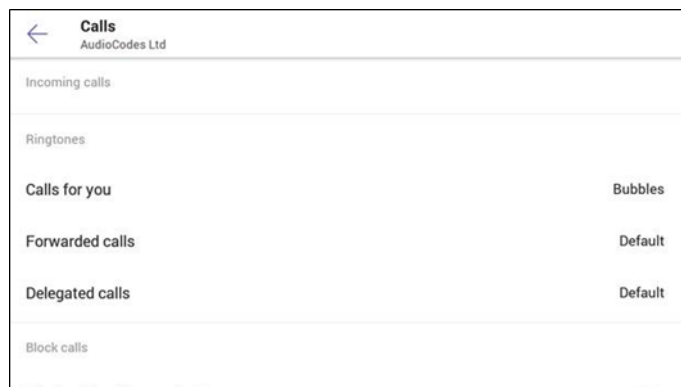 Calls
AudioCodes Ltd
Incoming calls
Ringtones
Calls for you Bubbles
Forwarded calls Default
Delegated calls Default
Block calls